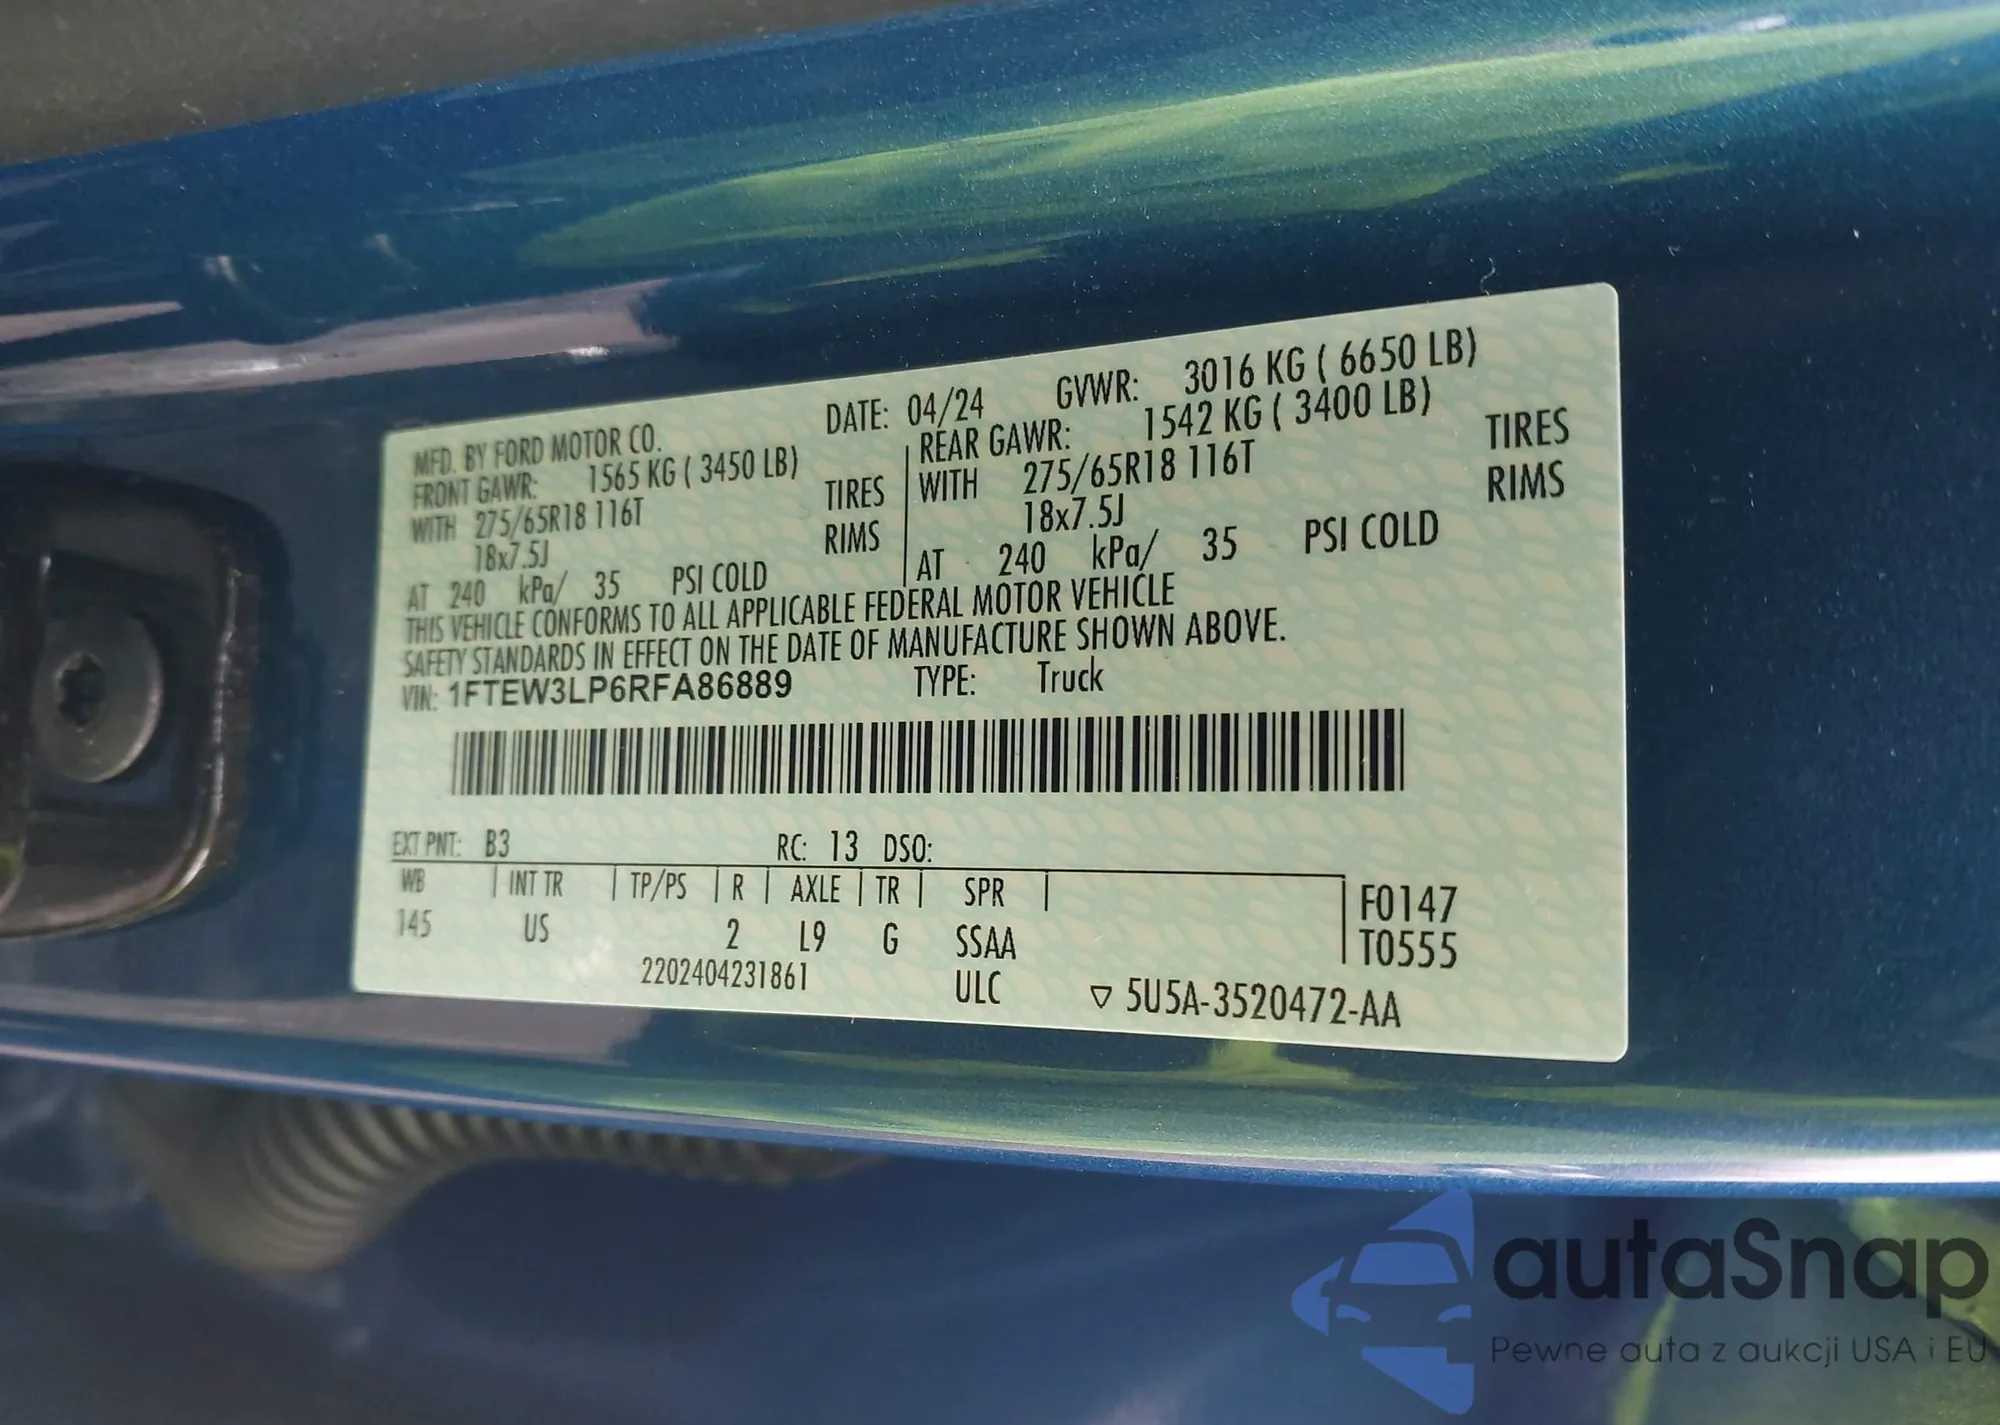 MFD. BY FORD MOTOR CO. DATE: 04/24 GVWR: 3016 KG ( 6650 LB)
FRONT GAWR: 1565 KG ( 3450 LB) REAR GAWR: 1542 KG ( 3400 LB)
WITH 275/65R18 116T TIRES WITH 275/65R18 116T TIRES
18x7.5J RIMS 18x7.5J RIMS
AT 240 kPa/ 35 PSI COLD AT 240 kPa/ 35 PSI COLD
THIS VEHICLE CONFORMS TO ALL APPLICABLE FEDERAL MOTOR VEHICLE
SAFETY STANDARDS IN EFFECT ON THE DATE OF MANUFACTURE SHOWN ABOVE.
VIN: 1FTEW3LP6RFA86889 TYPE: Truck
EXT PNT: B3 RC: 13 DSO:
WB INT TR TP/PS R AXLE TR SPR F0147
145 US 2 L9 G SSAA T0555
2202404231861 ULC ▽ 5U5A-3520472-AA
autaSnap
Pewne auta z aukcji USA i EU